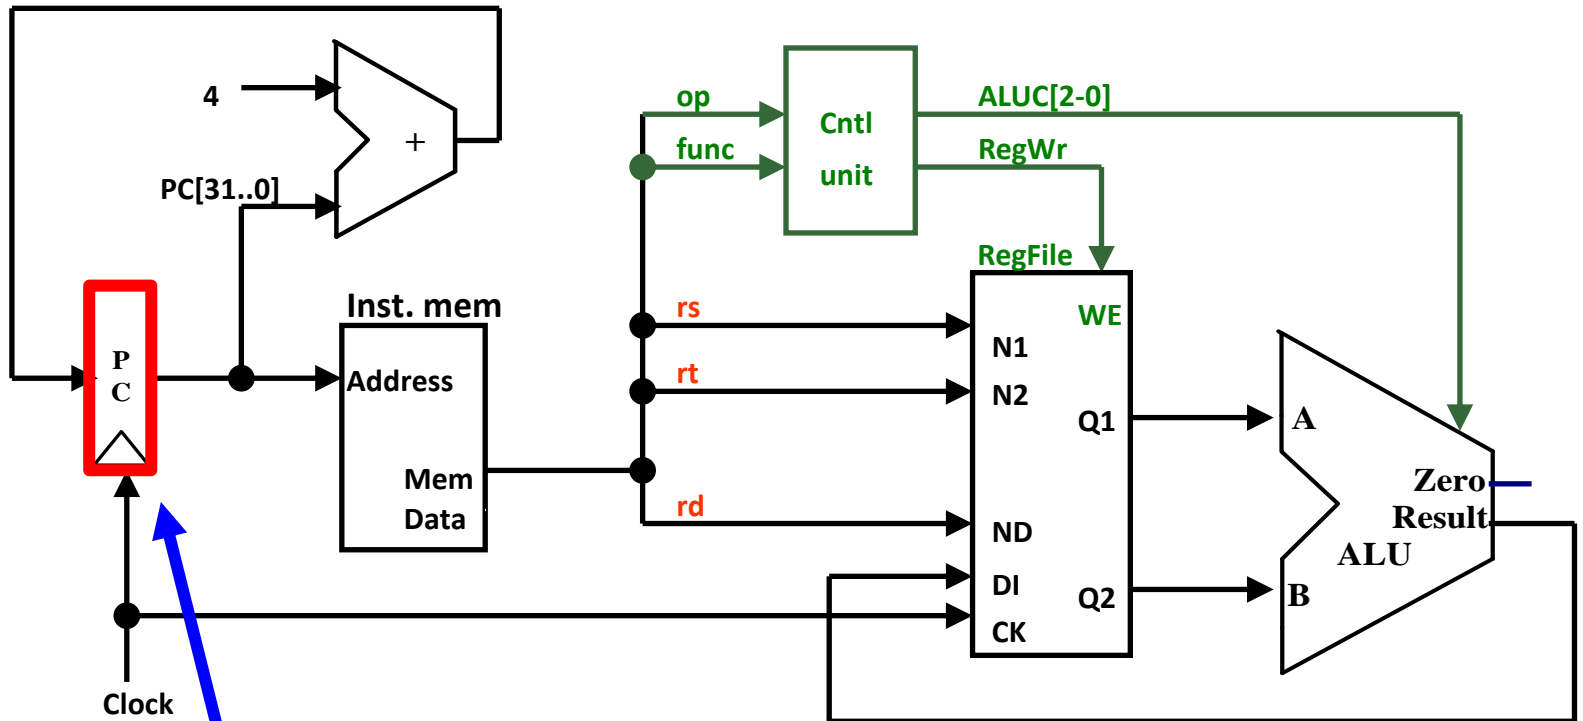 4
+
PC[31..0]
op
func
Cntl
unit
ALUC[2-0]
RegWr
RegFile
P
C
Inst. mem
Address
Mem
Data
rs
rt
rd
WE
N1
N2
ND
DI
CK
Q1
Q2
A
B
Zero
Result
ALU
Clock